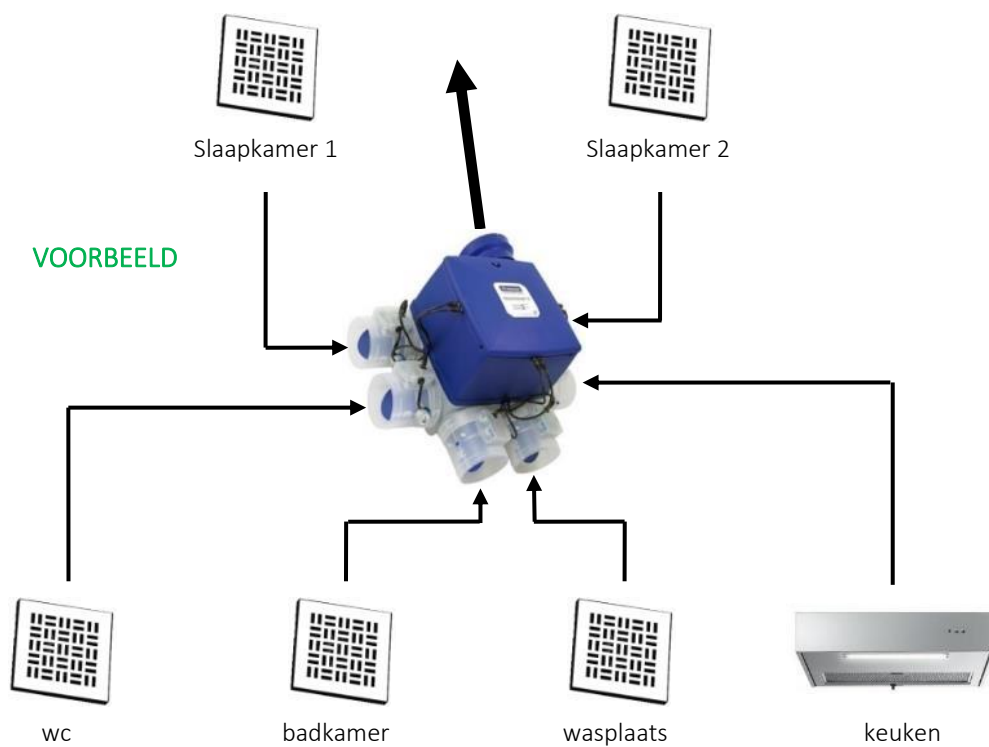 Slaapkamer 1
Slaapkamer 2
VOORBEELD
wc
badkamer
wasplaats
keuken